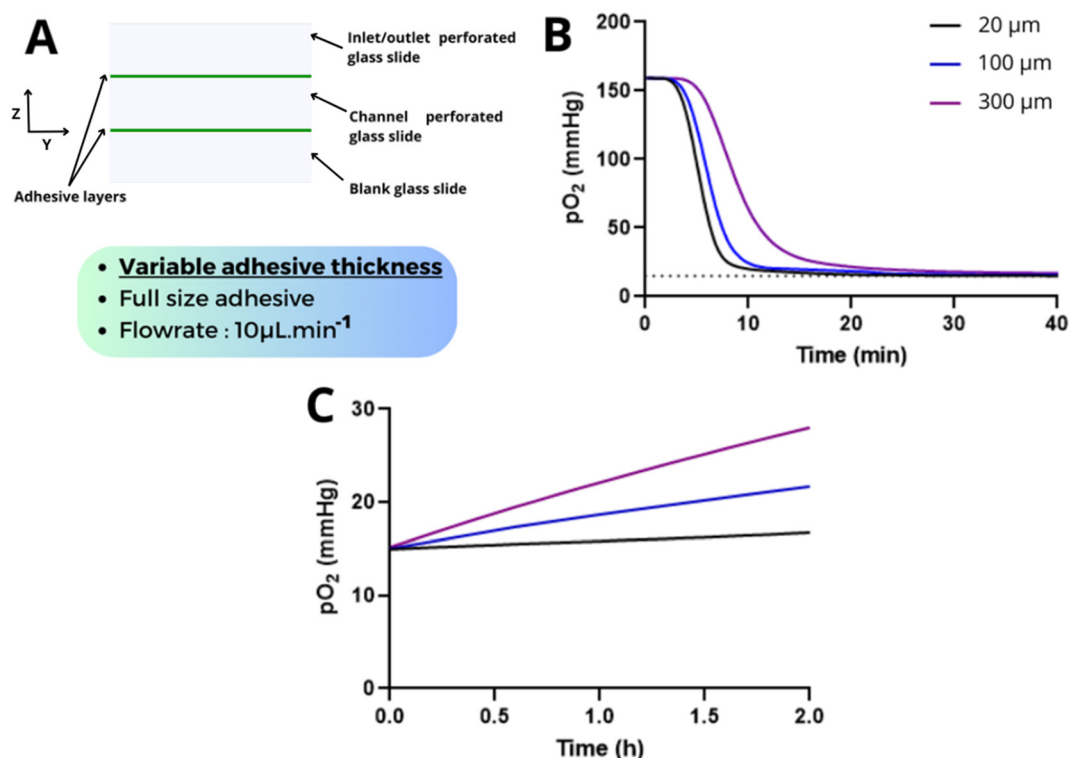 A
Inlet/outlet perforated
glass slide
Channel perforated
glass slide
Blank glass slide
Z
Y
Adhesive layers
• Variable adhesive thickness
• Full size adhesive
• Flowrate : 10µL.min⁻¹
B
pO₂ (mmHg)
200
150
100
50
0
0 10 20 30 40
Time (min)
20 µm
100 µm
300 µm
C
pO₂ (mmHg)
30
20
10
0
0.0 0.5 1.0 1.5 2.0
Time (h)